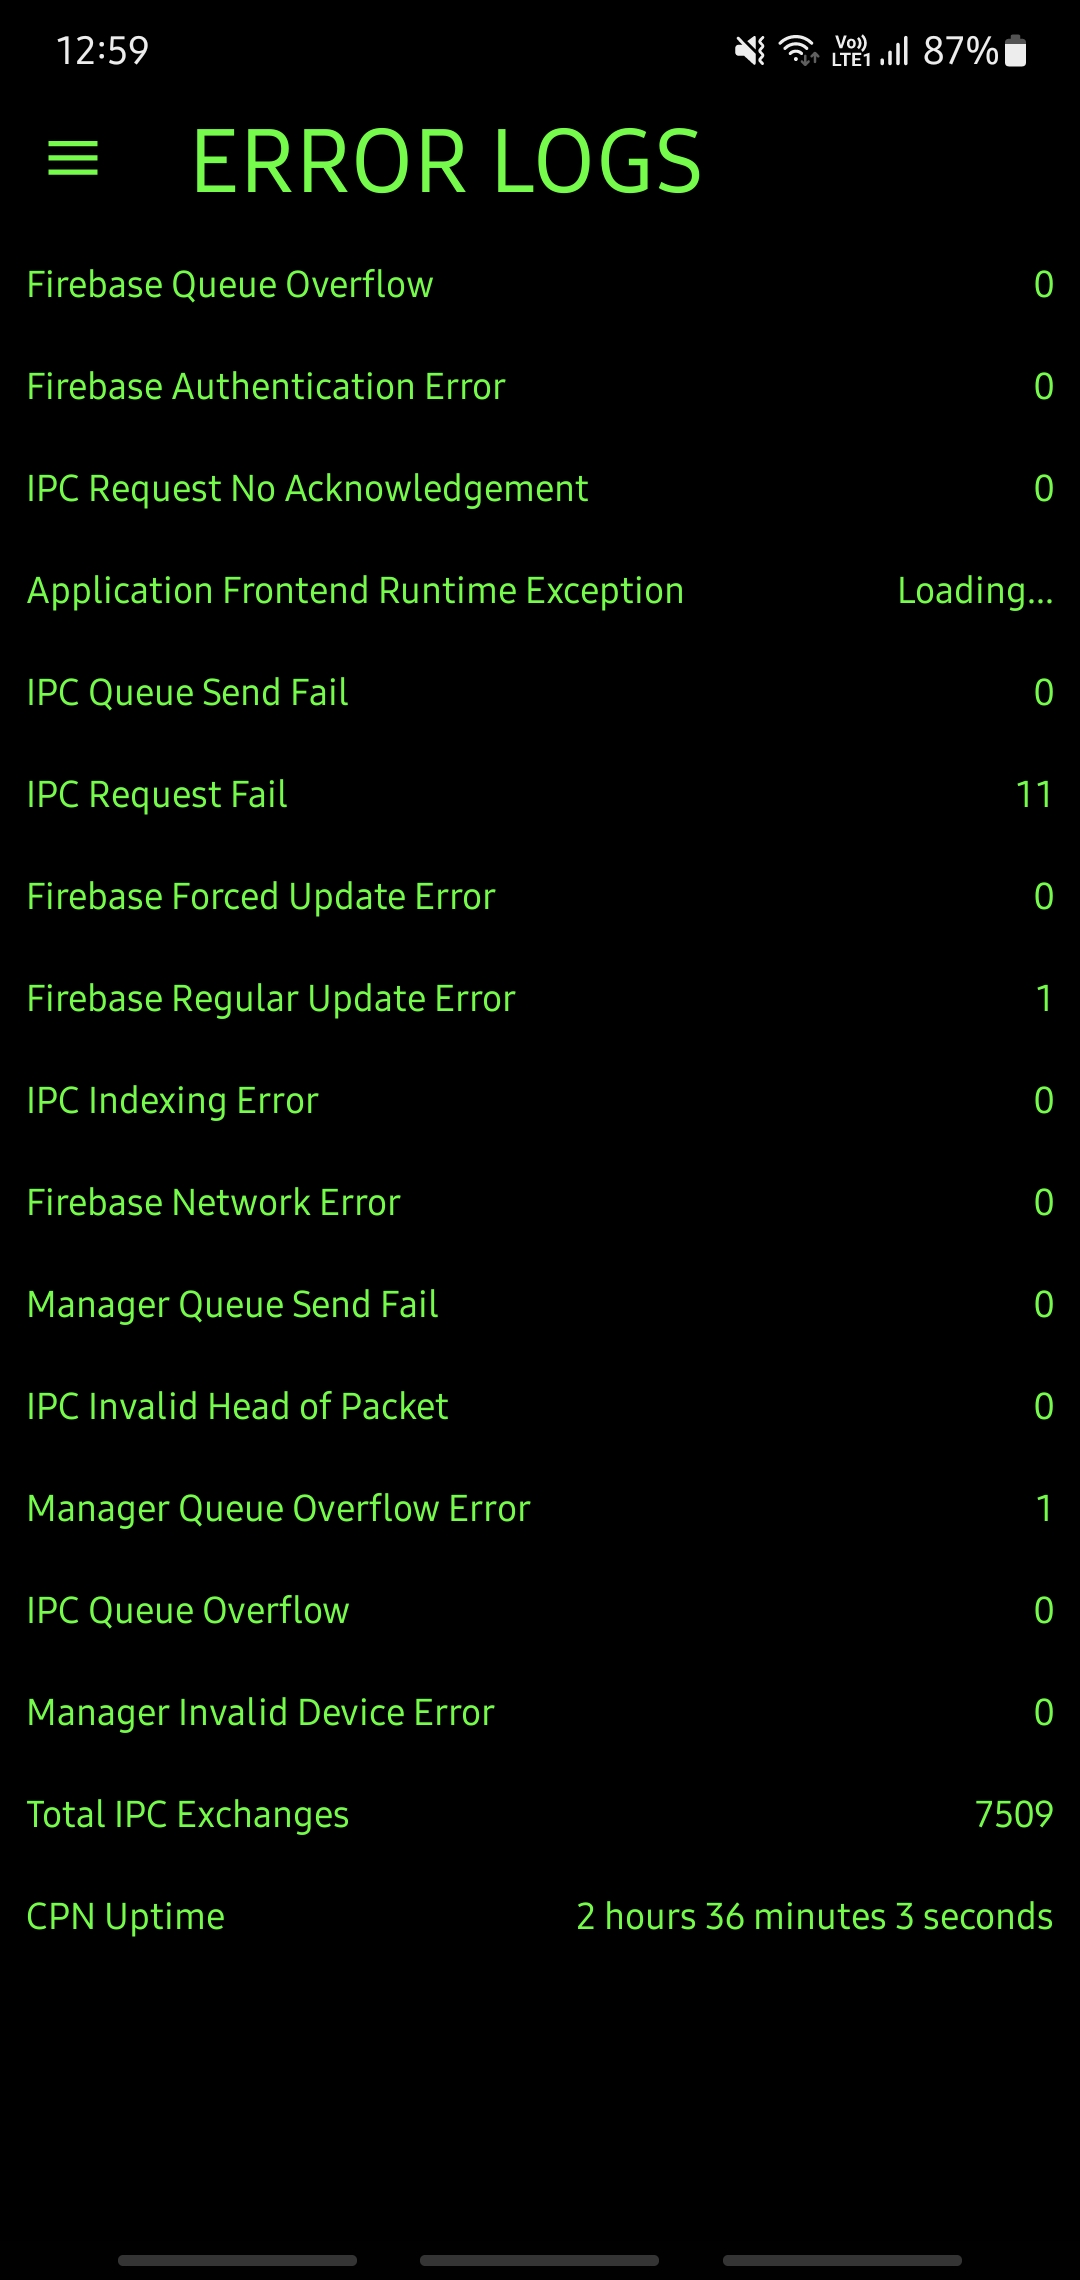 12:59 Vo)) LTE1 87%
ERROR LOGS
Firebase Queue Overflow 0
Firebase Authentication Error 0
IPC Request No Acknowledgement 0
Application Frontend Runtime Exception Loading...
IPC Queue Send Fail 0
IPC Request Fail 11
Firebase Forced Update Error 0
Firebase Regular Update Error 1
IPC Indexing Error 0
Firebase Network Error 0
Manager Queue Send Fail 0
IPC Invalid Head of Packet 0
Manager Queue Overflow Error 1
IPC Queue Overflow 0
Manager Invalid Device Error 0
Total IPC Exchanges 7509
CPN Uptime 2 hours 36 minutes 3 seconds